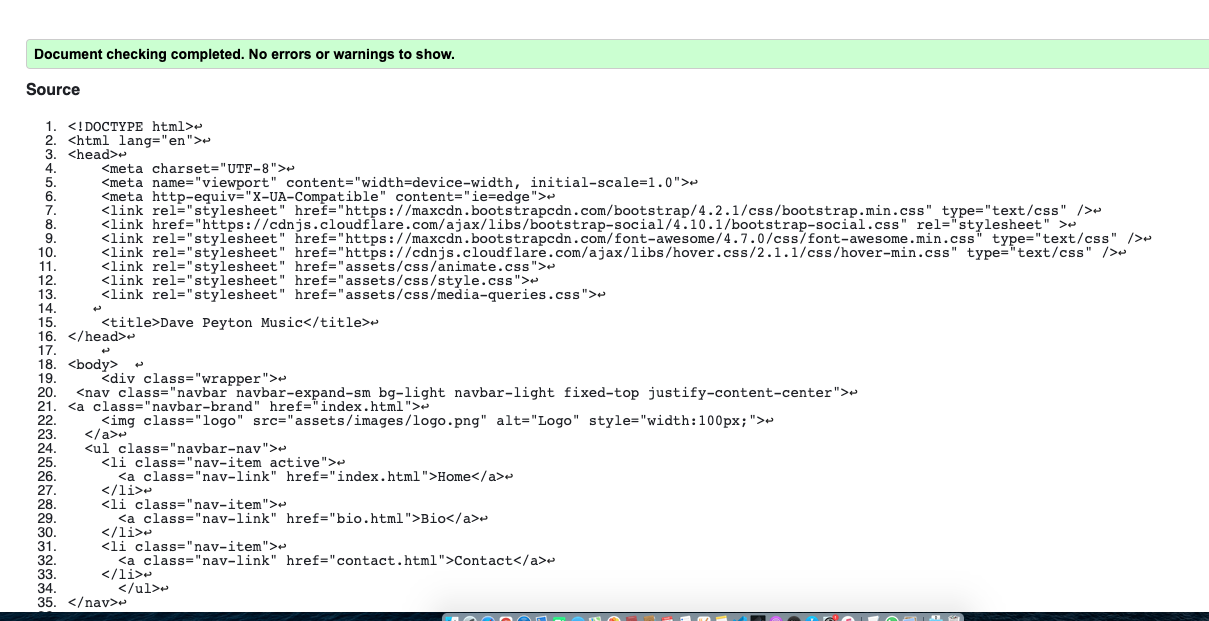 Document checking completed. No errors or warnings to show.
Source
1. <!DOCTYPE html>↩
2. <html lang="en">↩
3. <head>↩
4.     <meta charset="UTF-8">↩
5.     <meta name="viewport" content="width=device-width, initial-scale=1.0">↩
6.     <meta http-equiv="X-UA-Compatible" content="ie=edge">↩
7.     <link rel="stylesheet" href="https://maxcdn.bootstrapcdn.com/bootstrap/4.2.1/css/bootstrap.min.css" type="text/css" />↩
8.     <link href="https://cdnjs.cloudflare.com/ajax/libs/bootstrap-social/4.10.1/bootstrap-social.css" rel="stylesheet" >↩
9.     <link rel="stylesheet" href="https://maxcdn.bootstrapcdn.com/font-awesome/4.7.0/css/font-awesome.min.css" type="text/css" />↩
10.     <link rel="stylesheet" href="https://cdnjs.cloudflare.com/ajax/libs/hover.css/2.1.1/css/hover-min.css" type="text/css" />↩
11.     <link rel="stylesheet" href="assets/css/animate.css">↩
12.     <link rel="stylesheet" href="assets/css/style.css">↩
13.     <link rel="stylesheet" href="assets/css/media-queries.css">↩
14.    ↩
15.     <title>Dave Peyton Music</title>↩
16. </head>↩
17.     ↩
18. <body>  ↩
19.     <div class="wrapper">↩
20.  <nav class="navbar navbar-expand-sm bg-light navbar-light fixed-top justify-content-center">↩
21. <a class="navbar-brand" href="index.html">↩
22.     <img class="logo" src="assets/images/logo.png" alt="Logo" style="width:100px;">↩
23.   </a>↩
24.   <ul class="navbar-nav">↩
25.     <li class="nav-item active">↩
26.       <a class="nav-link" href="index.html">Home</a>↩
27.     </li>↩
28.     <li class="nav-item">↩
29.       <a class="nav-link" href="bio.html">Bio</a>↩
30.     </li>↩
31.     <li class="nav-item">↩
32.       <a class="nav-link" href="contact.html">Contact</a>↩
33.     </li>↩
34.       </ul>↩
35. </nav>↩